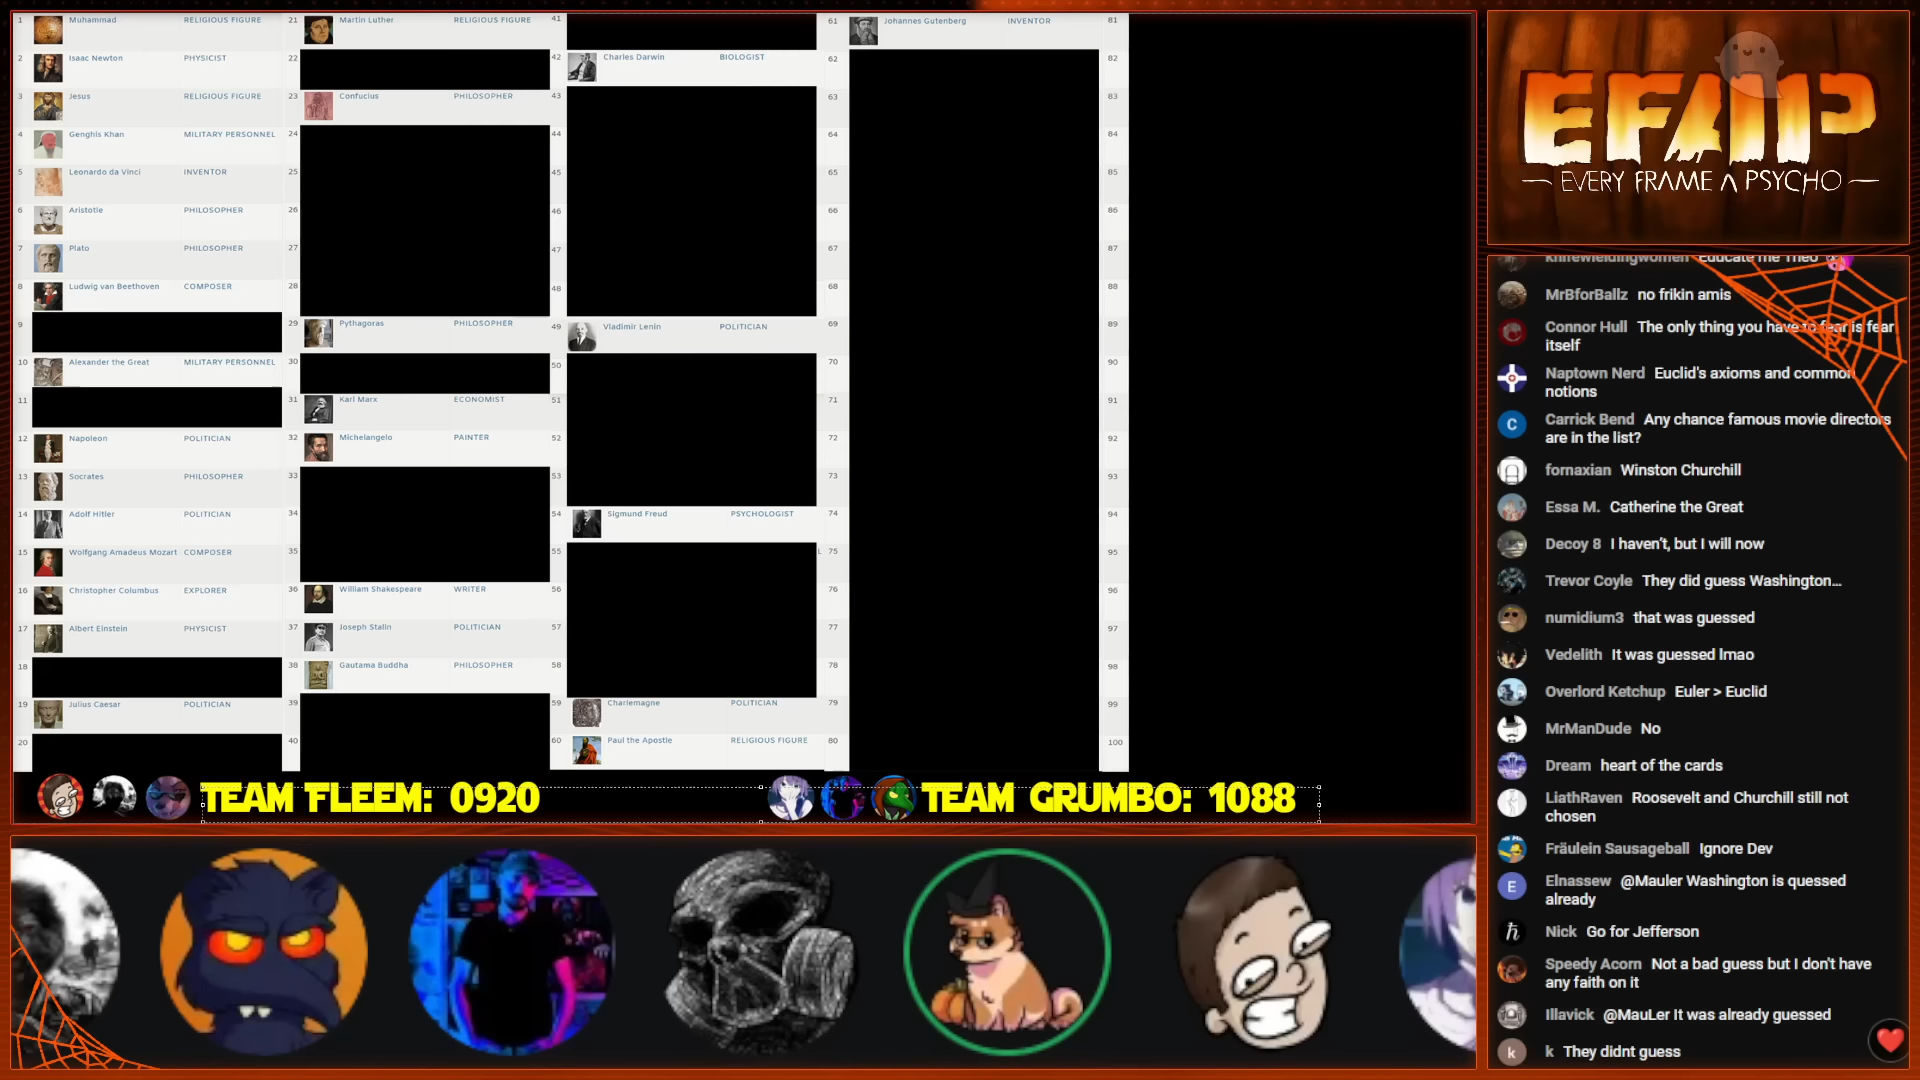 1 Muhammad RELIGIOUS FIGURE
2 Isaac Newton PHYSICIST
3 Jesus RELIGIOUS FIGURE
4 Genghis Khan MILITARY PERSONNEL
5 Leonardo da Vinci INVENTOR
6 Aristotle PHILOSOPHER
7 Plato PHILOSOPHER
8 Ludwig van Beethoven COMPOSER
9
10 Alexander the Great MILITARY PERSONNEL
11
12 Napoleon POLITICIAN
13 Socrates PHILOSOPHER
14 Adolf Hitler POLITICIAN
15 Wolfgang Amadeus Mozart COMPOSER
16 Christopher Columbus EXPLORER
17 Albert Einstein PHYSICIST
18
19 Julius Caesar POLITICIAN
20
21 Martin Luther RELIGIOUS FIGURE
22
23 Confucius PHILOSOPHER
24
25
26
27
28
29 Pythagoras PHILOSOPHER
30
31 Karl Marx ECONOMIST
32 Michelangelo PAINTER
33
34
35
36 William Shakespeare WRITER
37 Joseph Stalin POLITICIAN
38 Gautama Buddha PHILOSOPHER
39
40
41
42 Charles Darwin BIOLOGIST
43
44
45
46
47
48
49 Vladimir Lenin POLITICIAN
50
51
52
53
54 Sigmund Freud PSYCHOLOGIST
55 L
56
57
58
59 Charlemagne POLITICIAN
60 Paul the Apostle RELIGIOUS FIGURE
61 Johannes Gutenberg INVENTOR
62
63
64
65
66
67
68
69
70
71
72
73
74
75
76
77
78
79
80
81
82
83
84
85
86
87
88
89
90
91
92
93
94
95
96
97
98
99
100
TEAM FLEEM: 0920
TEAM GRUMBO: 1088
EFAP
EVERY FRAME A PSYCHO
knifewieldingwomen Educate me Theo
MrBforBallz no frikin amis
Connor Hull The only thing you have to fear is fear
itself
Naptown Nerd Euclid's axioms and common
notions
C Carrick Bend Any chance famous movie directors
are in the list?
fornaxian Winston Churchill
Essa M. Catherine the Great
Decoy 8 I haven't, but I will now
Trevor Coyle They did guess Washington...
numidium3 that was guessed
Vedelith It was guessed lmao
Overlord Ketchup Euler > Euclid
MrManDude No
Dream heart of the cards
LiathRaven Roosevelt and Churchill still not
chosen
Fräulein Sausageball Ignore Dev
E Elnassew @Mauler Washington is quessed
already
ħ Nick Go for Jefferson
Speedy Acorn Not a bad guess but I don't have
any faith on it
Illavick @MauLer It was already guessed
k k They didnt guess